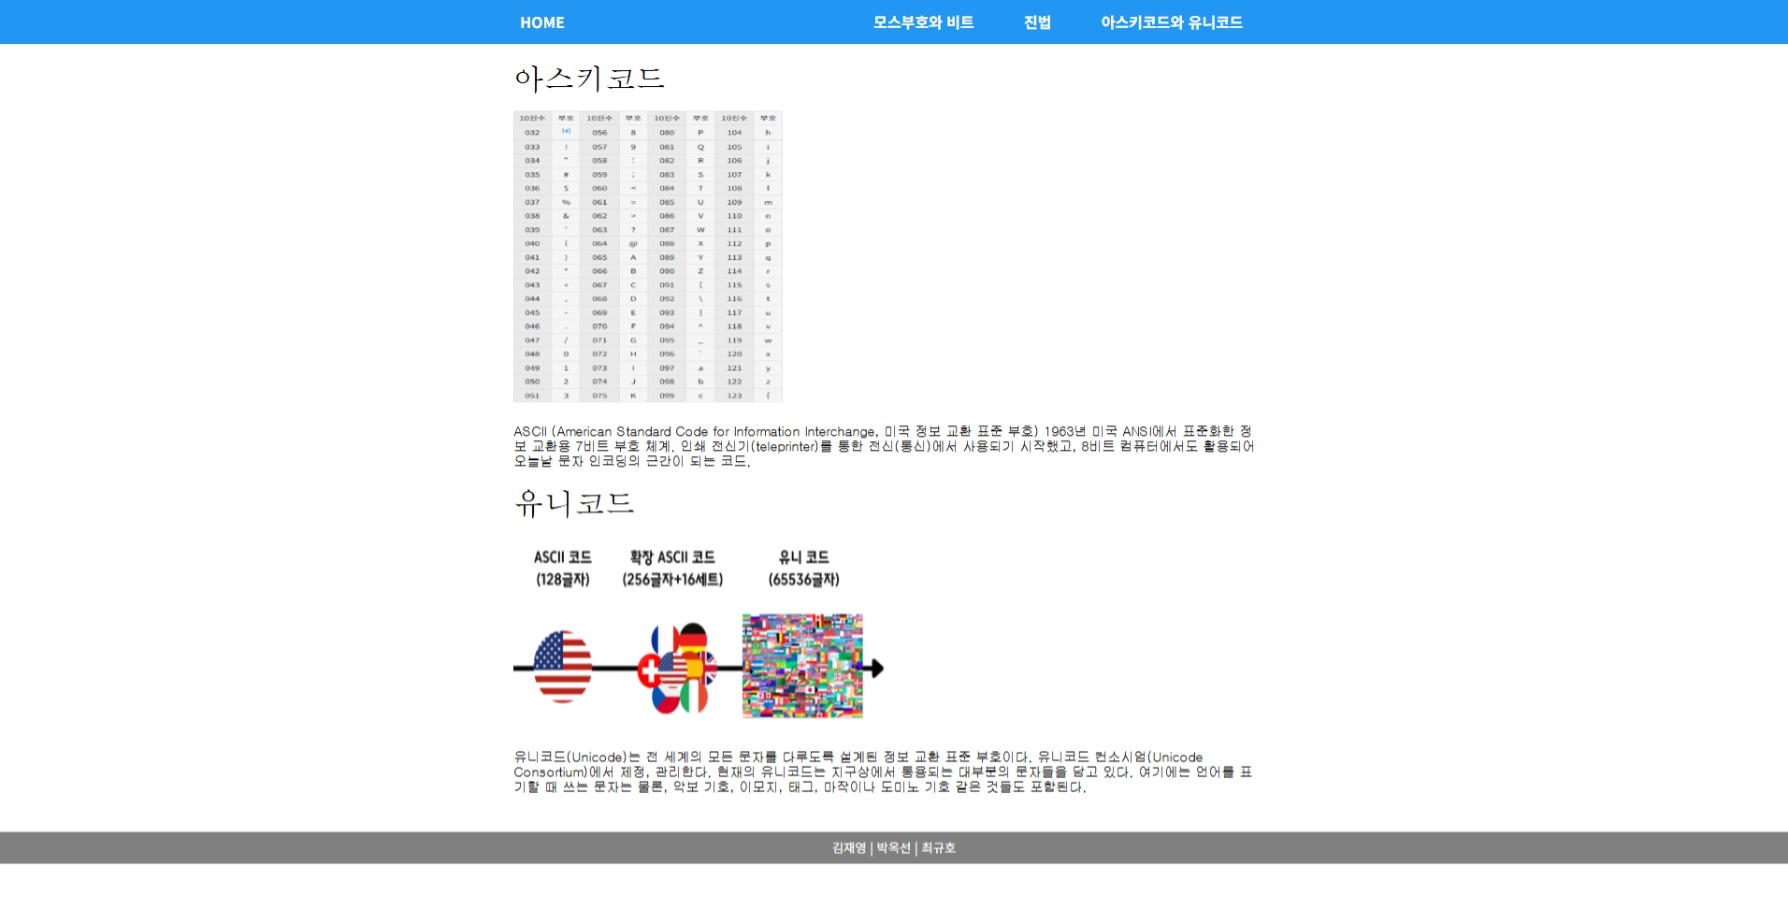 HOME 모스부호와 비트 진법 아스키코드와 유니코드
아스키코드
10진수 부호 10진수 부호 10진수 부호 10진수 부호
032 [4] 056 8 080 P 104 h
033 ! 057 9 081 Q 105 i
034 " 058 : 082 R 106 j
035 # 059 ; 083 S 107 k
036 $ 060 < 084 T 108 l
037 % 061 = 085 U 109 m
038 & 062 > 086 V 110 n
039 ' 063 ? 087 W 111 o
040 ( 064 @ 088 X 112 p
041 ) 065 A 089 Y 113 q
042 * 066 B 090 Z 114 r
043 + 067 C 091 [ 115 s
044 , 068 D 092 \ 116 t
045 - 069 E 093 ] 117 u
046 . 070 F 094 ^ 118 v
047 / 071 G 095 _ 119 w
048 0 072 H 096 ` 120 x
049 1 073 I 097 a 121 y
050 2 074 J 098 b 122 z
051 3 075 K 099 c 123 {
ASCII (American Standard Code for Information Interchange, 미국 정보 교환 표준 부호) 1963년 미국 ANSI에서 표준화한 정
보 교환용 7비트 부호 체계. 인쇄 전신기(teleprinter)를 통한 전신(통신)에서 사용되기 시작했고, 8비트 컴퓨터에서도 활용되어
오늘날 문자 인코딩의 근간이 되는 코드.
유니코드
ASCII 코드 확장 ASCII 코드 유니 코드
(128글자) (256글자+16세트) (65536글자)
유니코드(Unicode)는 전 세계의 모든 문자를 다루도록 설계된 정보 교환 표준 부호이다. 유니코드 컨소시엄(Unicode
Consortium)에서 제정, 관리한다. 현재의 유니코드는 지구상에서 통용되는 대부분의 문자들을 담고 있다. 여기에는 언어를 표
기할 때 쓰는 문자는 물론, 악보 기호, 이모지, 태그, 마작이나 도미노 기호 같은 것들도 포함된다.
김재영 | 박옥선 | 최규호